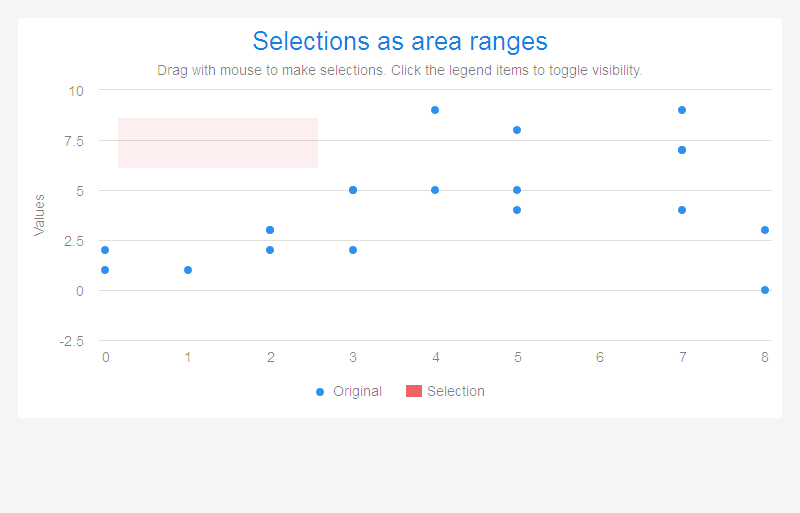 Selections as area ranges
Drag with mouse to make selections. Click the legend items to toggle visibility.
10
7.5
5
2.5
0
-2.5
Values
0 1 2 3 4 5 6 7 8
Original Selection